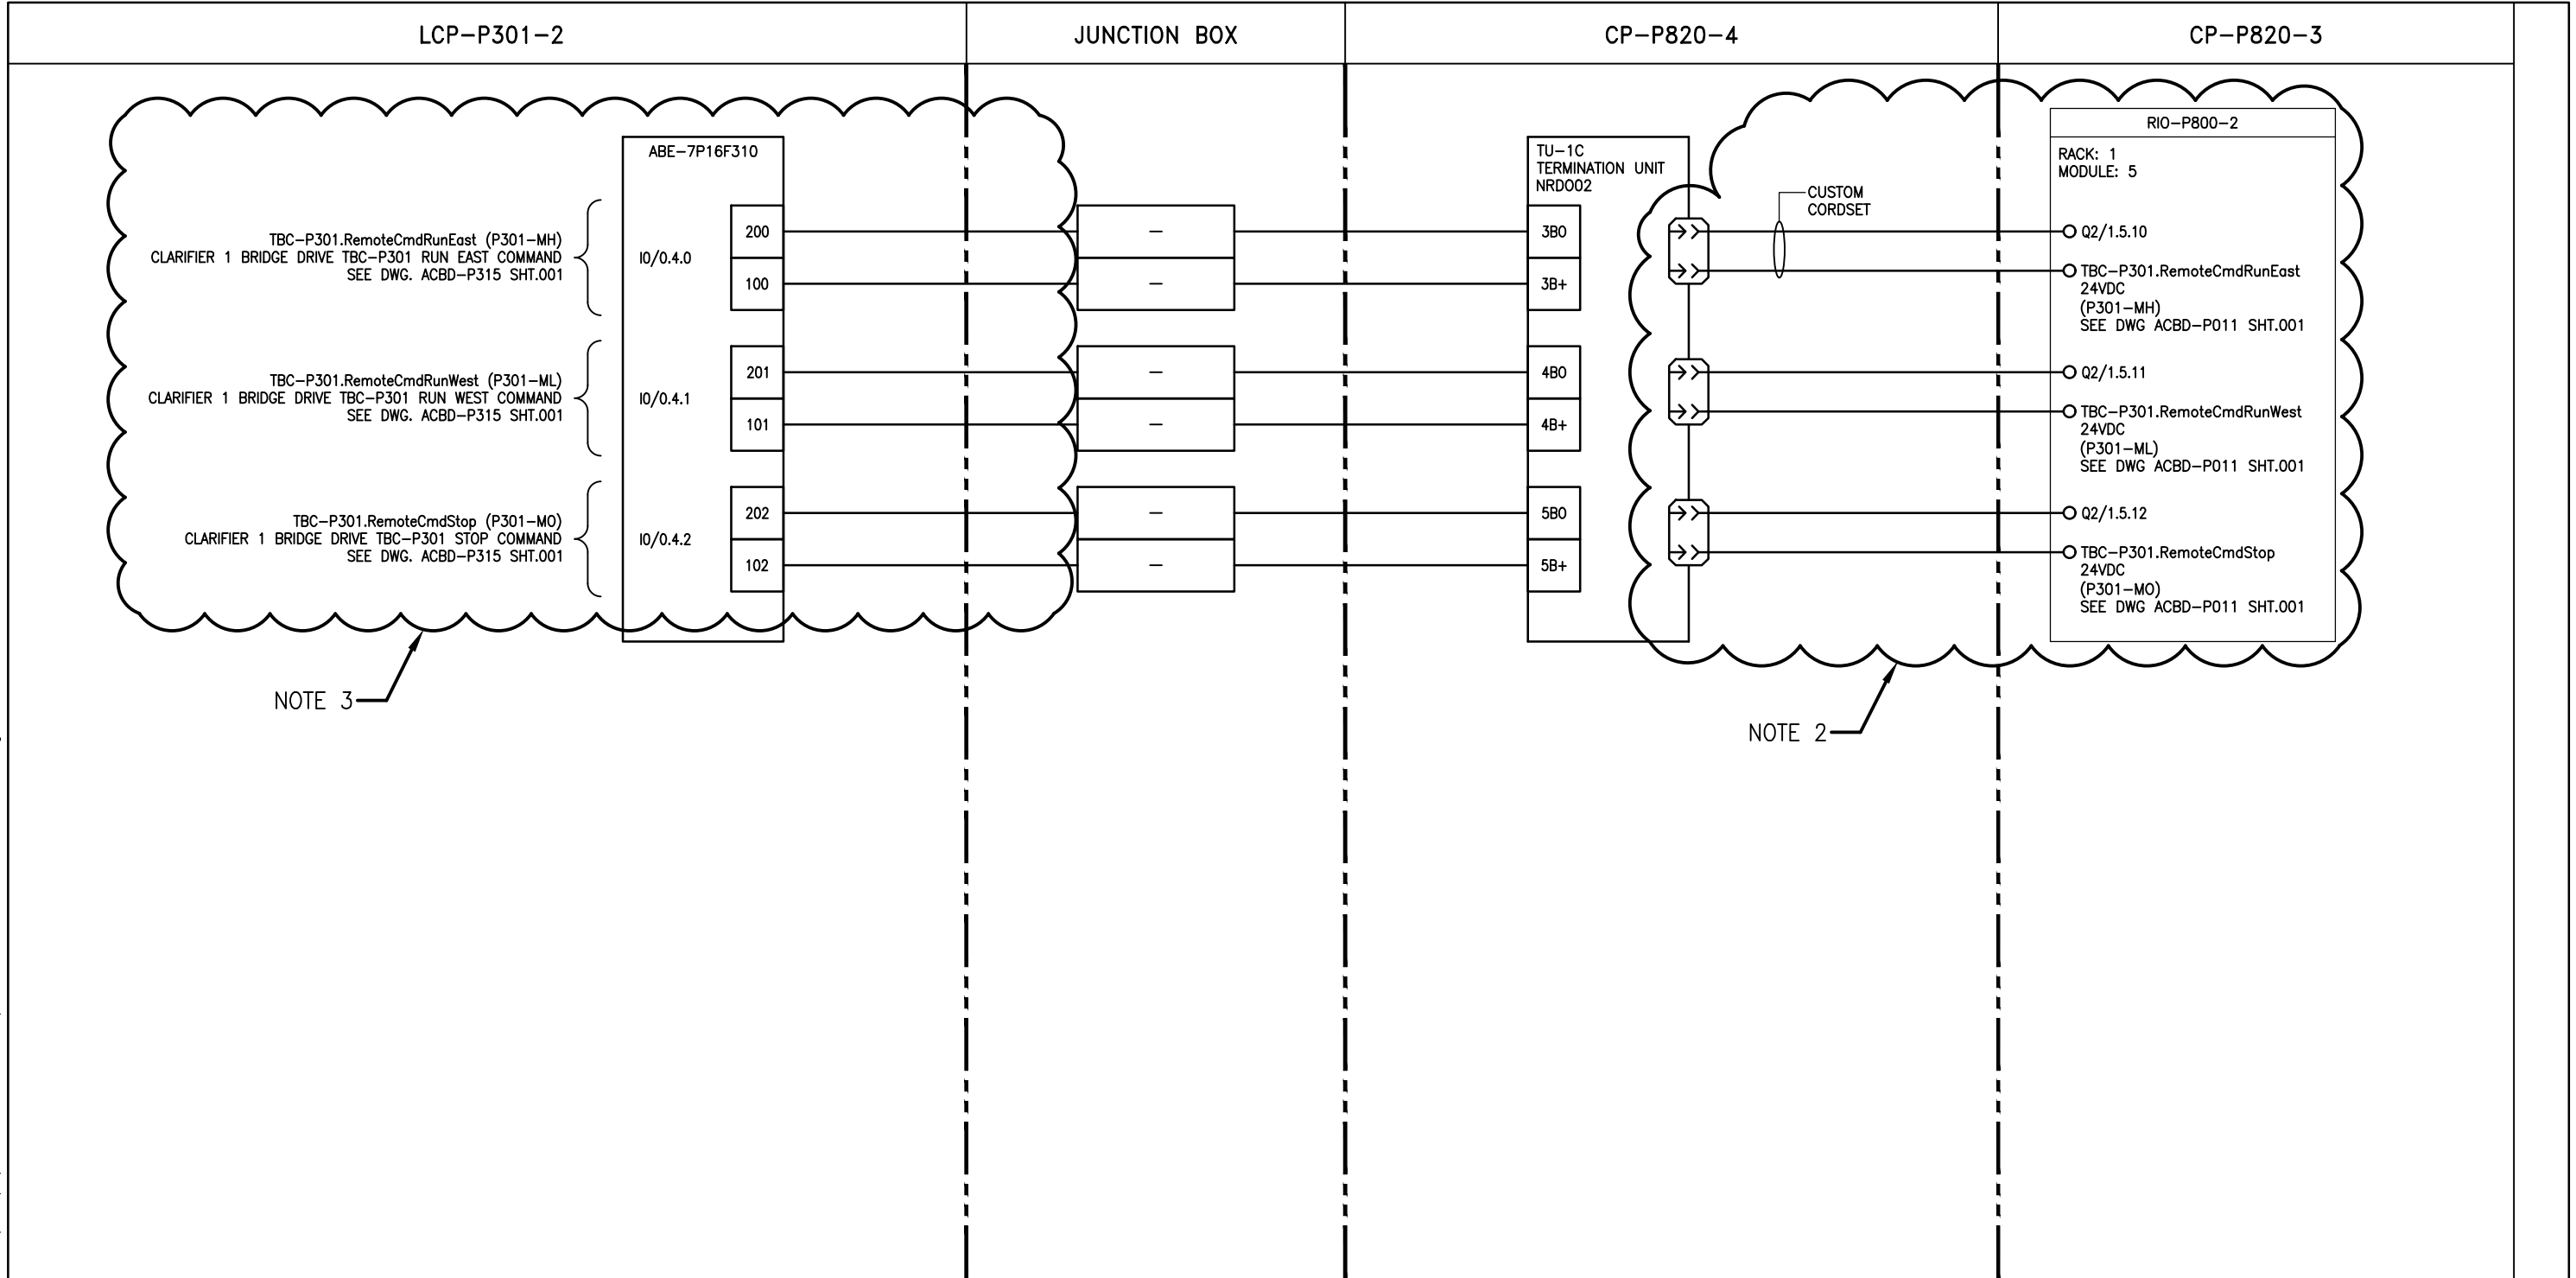 LCP-P301-2
JUNCTION BOX
CP-P820-4
CP-P820-3
ABE-7P16F310
TBC-P301.RemoteCmdRunEast (P301-MH)
CLARIFIER 1 BRIDGE DRIVE TBC-P301 RUN EAST COMMAND
SEE DWG. ACBD-P315 SHT.001
I0/0.4.0
200
100
TBC-P301.RemoteCmdRunWest (P301-ML)
CLARIFIER 1 BRIDGE DRIVE TBC-P301 RUN WEST COMMAND
SEE DWG. ACBD-P315 SHT.001
I0/0.4.1
201
101
TBC-P301.RemoteCmdStop (P301-MO)
CLARIFIER 1 BRIDGE DRIVE TBC-P301 STOP COMMAND
SEE DWG. ACBD-P315 SHT.001
I0/0.4.2
202
102
NOTE 3
–
–
–
–
–
–
TU-1C
TERMINATION UNIT
NRD002
3B0
3B+
4B0
4B+
5B0
5B+
CUSTOM
CORDSET
NOTE 2
RIO-P800-2
RACK: 1
MODULE: 5
Q2/1.5.10
TBC-P301.RemoteCmdRunEast
24VDC
(P301-MH)
SEE DWG ACBD-P011 SHT.001
Q2/1.5.11
TBC-P301.RemoteCmdRunWest
24VDC
(P301-ML)
SEE DWG ACBD-P011 SHT.001
Q2/1.5.12
TBC-P301.RemoteCmdStop
24VDC
(P301-MO)
SEE DWG ACBD-P011 SHT.001